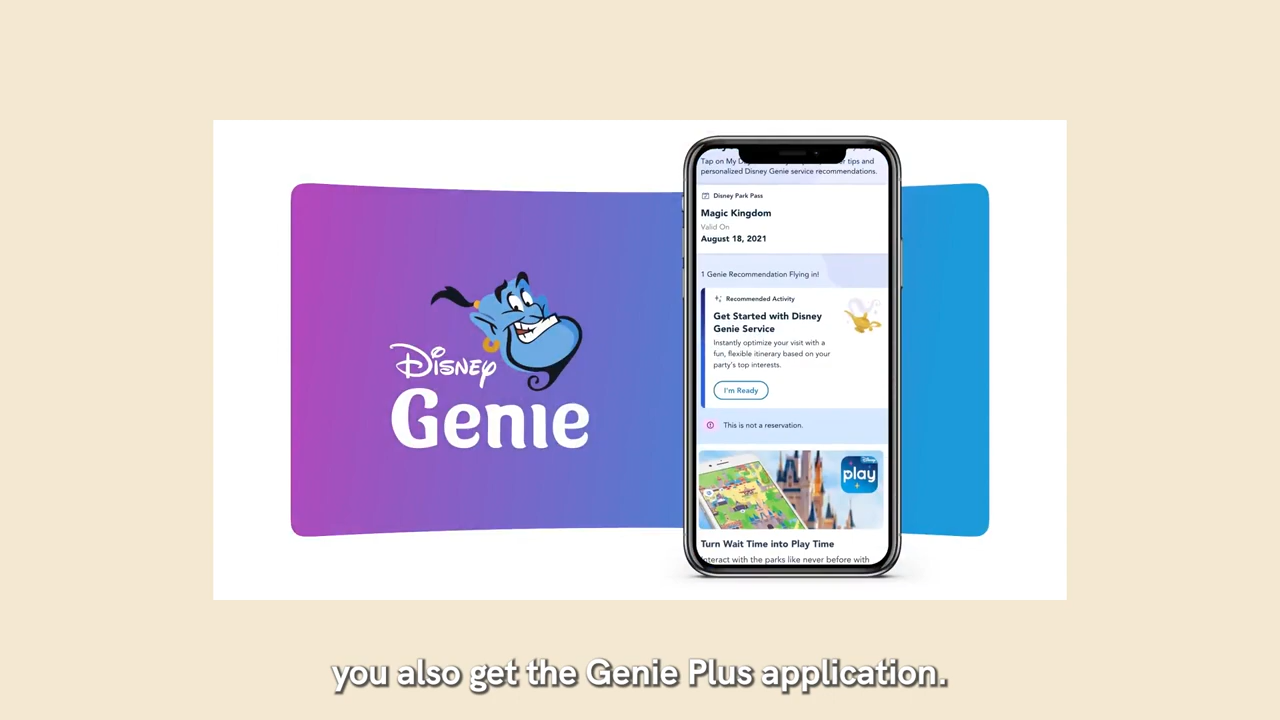 Disney
Genie
Tap on My
tips and
personalized Disney Genie service recommendations.
Disney Park Pass
Magic Kingdom
Valid On
August 18, 2021
1 Genie Recommendation Flying in!
Recommended Activity
Get Started with Disney
Genie Service
Instantly optimize your visit with a
fun, flexible itinerary based on your
party's top interests.
I'm Ready
This is not a reservation.
Disney
play
Turn Wait Time into Play Time
Interact with the parks like never before with
you also get the Genie Plus application.